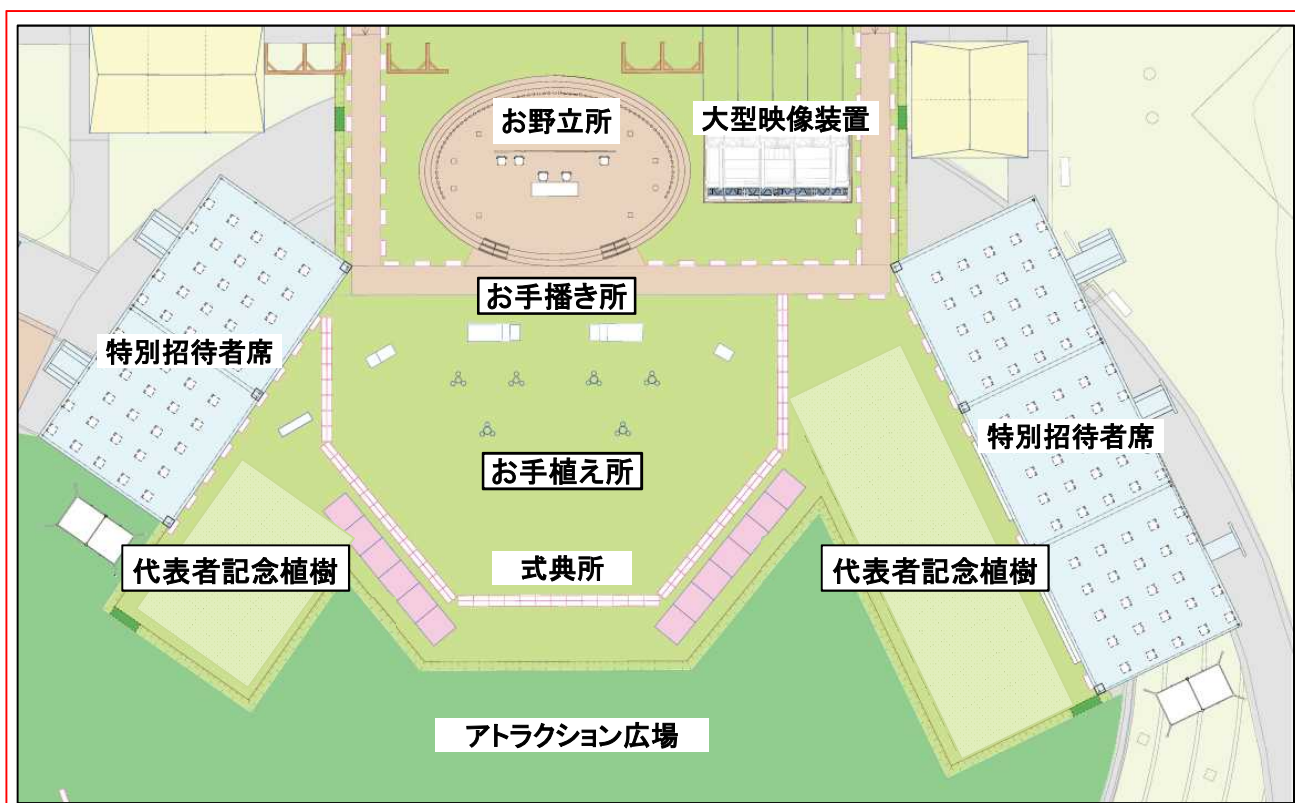 お野立所
大型映像装置
お手播き所
特別招待者席
特別招待者席
お手植え所
代表者記念植樹
式典所
代表者記念植樹
アトラクション広場